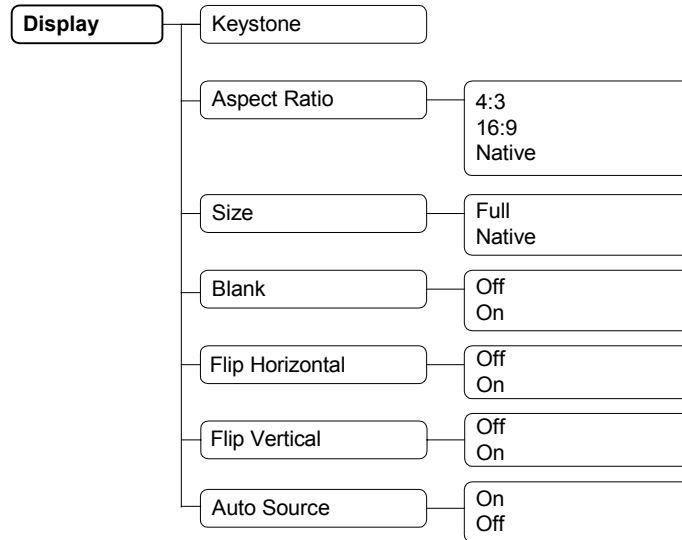 Display
Keystone
Aspect Ratio
4:3
16:9
Native
Size
Full
Native
Blank
Off
On
Flip Horizontal
Off
On
Flip Vertical
Off
On
Auto Source
On
Off